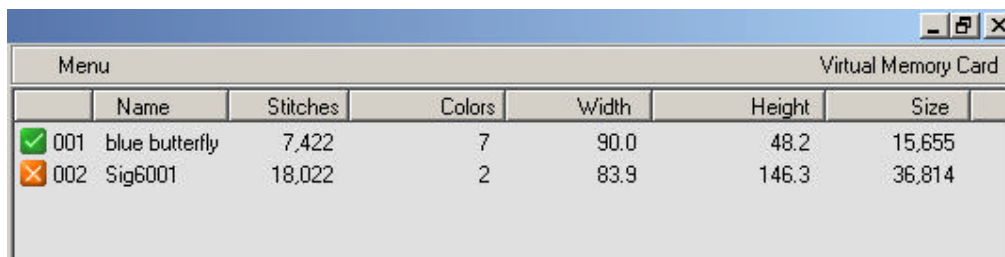 Menu Virtual Memory Card
Name Stitches Colors Width Height Size
001 blue butterfly 7,422 7 90.0 48.2 15,655
002 Sig6001 18,022 2 83.9 146.3 36,814